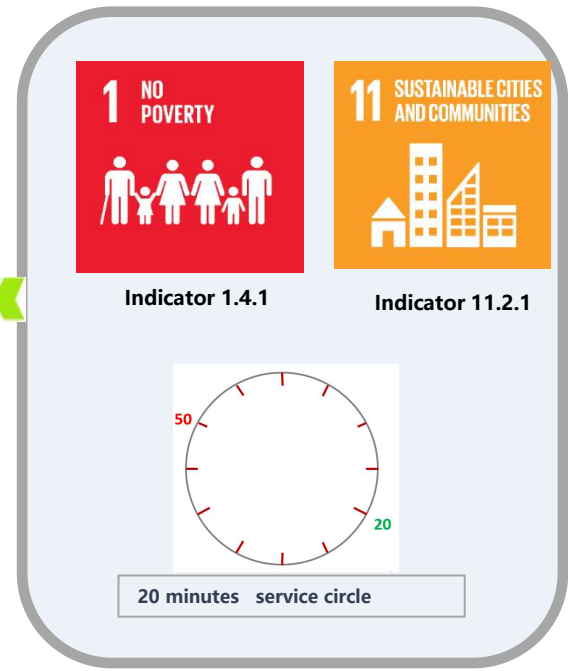 1 NO
POVERTY
11 SUSTAINABLE CITIES
AND COMMUNITIES
Indicator 1.4.1
Indicator 11.2.1
50
20
20 minutes service circle